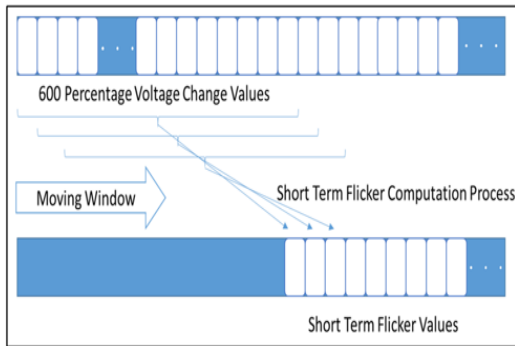 . . .
. . .
600 Percentage Voltage Change Values
Moving Window
Short Term Flicker Computation Process
. . .
Short Term Flicker Values